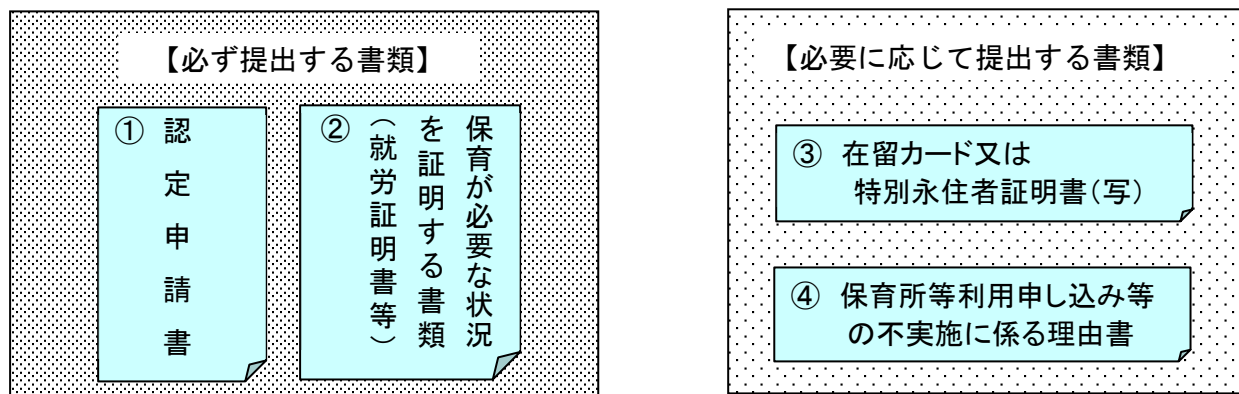 【必ず提出する書類】
① 認定申請書
② 保育が必要な状況
を証明する書類
（就労証明書等）
【必要に応じて提出する書類】
③ 在留カード又は
特別永住者証明書（写）
④ 保育所等利用申し込み等
の不実施に係る理由書